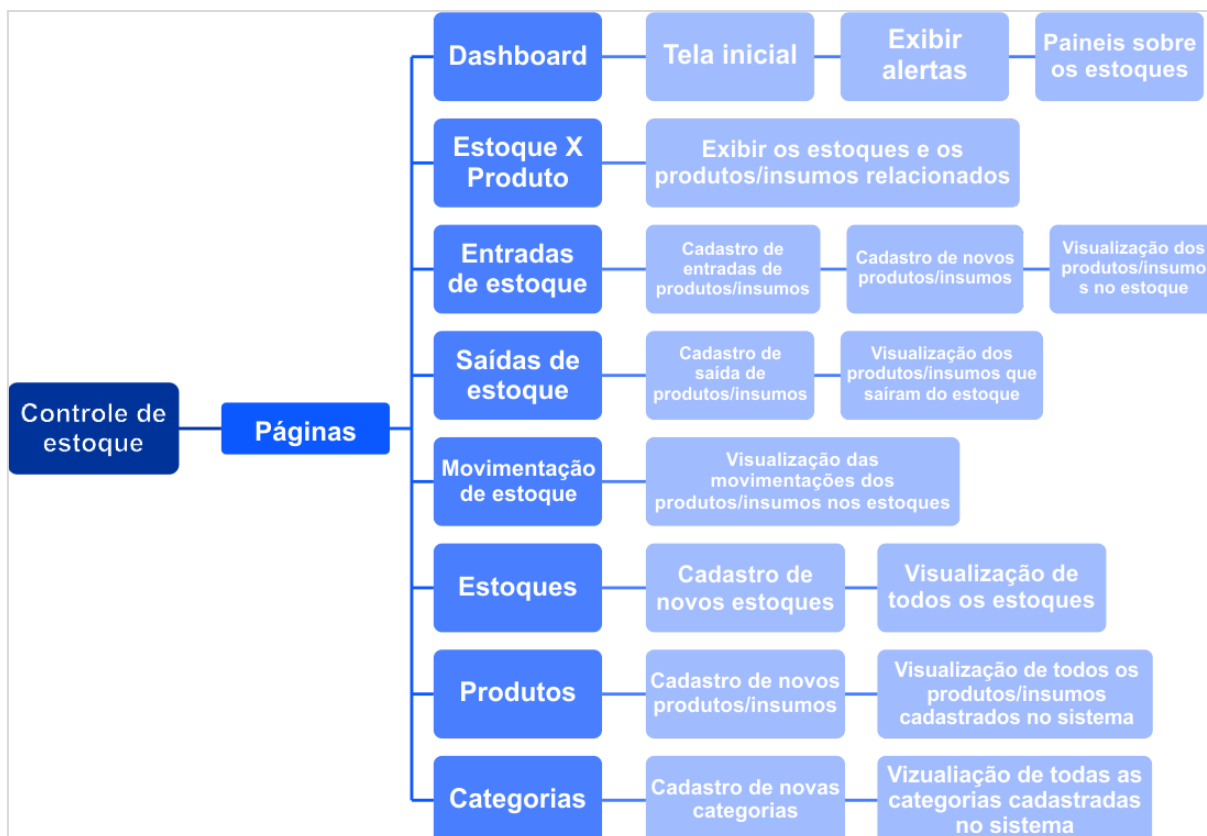 Dashboard
Tela inicial
Exibir
alertas
Paineis sobre
os estoques
Estoque X
Produto
Exibir os estoques e os
produtos/insumos relacionados
Entradas
de estoque
Cadastro de
entradas de
produtos/insumos
Cadastro de novos
produtos/insumos
Visualização dos
produtos/insumo
s no estoque
Saídas de
estoque
Cadastro de
saída de
produtos/insumos
Visualização dos
produtos/insumos que
saíram do estoque
Controle de
estoque
Páginas
Movimentação
de estoque
Visualização das
movimentações dos
produtos/insumos nos estoques
Estoques
Cadastro de
novos estoques
Visualização de
todos os estoques
Produtos
Cadastro de novos
produtos/insumos
Visualização de todos os
produtos/insumos
cadastrados no sistema
Categorias
Cadastro de novas
categorias
Vizualiação de todas as
categorias cadastradas
no sistema